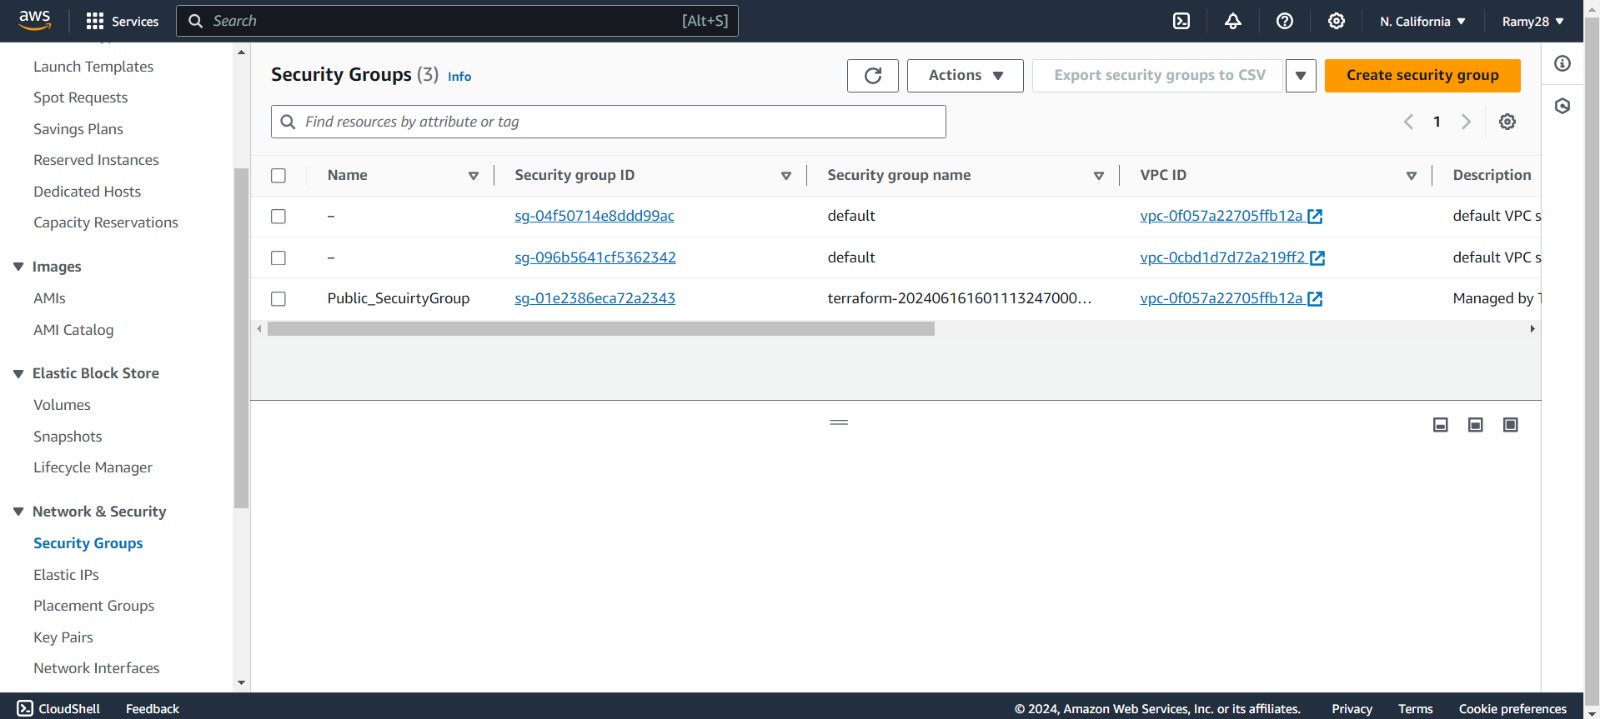 aws Services Search [Alt+S] N. California Ramy28
Launch Templates
Spot Requests
Savings Plans
Reserved Instances
Dedicated Hosts
Capacity Reservations
Images
AMIs
AMI Catalog
Elastic Block Store
Volumes
Snapshots
Lifecycle Manager
Network & Security
Security Groups
Elastic IPs
Placement Groups
Key Pairs
Network Interfaces
Security Groups (3) Info Actions Export security groups to CSV Create security group
Find resources by attribute or tag 1
Name Security group ID Security group name VPC ID Description
– sg-04f50714e8ddd99ac default vpc-0f057a22705ffb12a default VPC s
– sg-096b5641cf5362342 default vpc-0cbd1d7d72a219ff2 default VPC s
Public_SecuirtyGroup sg-01e2386eca72a2343 terraform-202406161601113247000... vpc-0f057a22705ffb12a Managed by T
CloudShell Feedback © 2024, Amazon Web Services, Inc. or its affiliates. Privacy Terms Cookie preferences